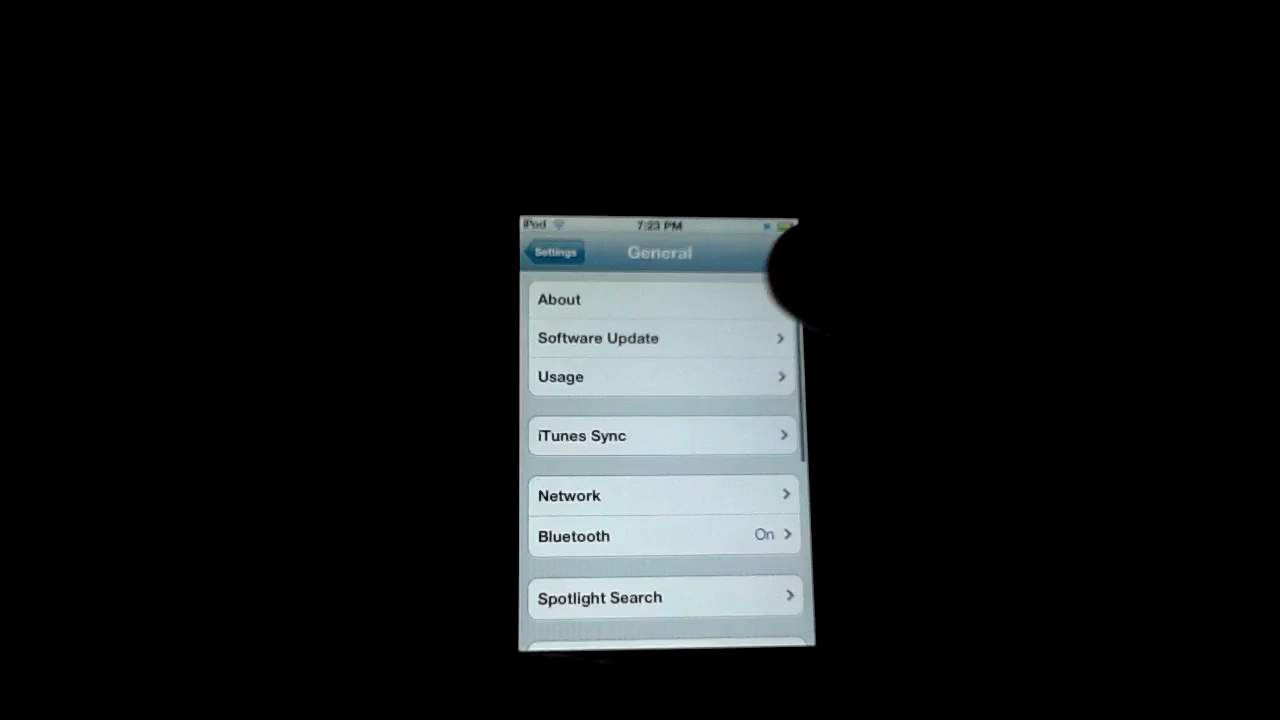 iPod 7:23 PM
Settings General
About
Software Update
Usage
iTunes Sync
Network
Bluetooth On
Spotlight Search